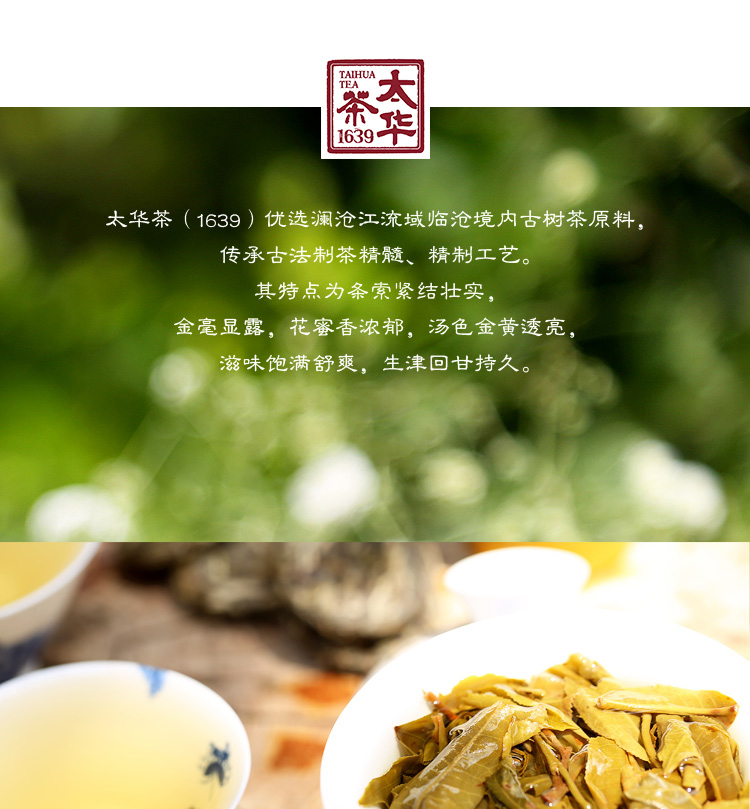 TAIHUA
TEA
太华
茶
1639
太华茶（1639）优选澜沧江流域临沧境内古树茶原料，
传承古法制茶精髓、精制工艺。
其特点为条索紧结壮实，
金毫显露，花蜜香浓郁，汤色金黄透亮，
滋味饱满舒爽，生津回甘持久。